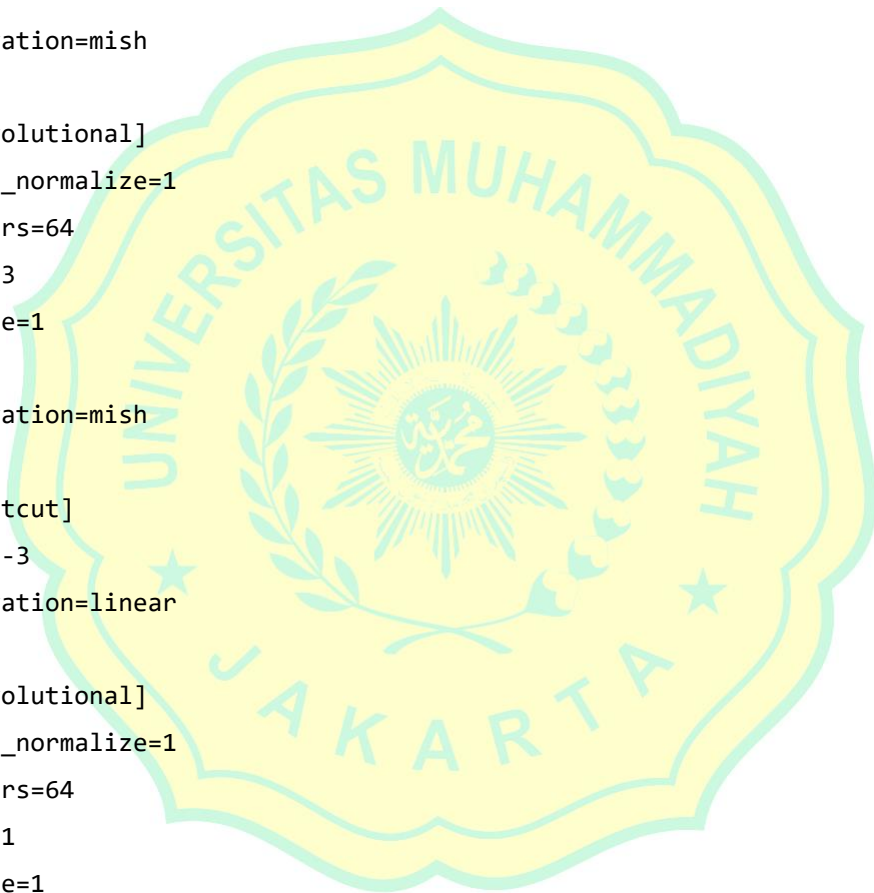 ation=mish
olutional]
_normalize=1
rs=64
3
e=1
ation=mish
tcut]
-3
ation=linear
olutional]
_normalize=1
rs=64
1
e=1
UNIVERSITAS MUHAMMADIYAH
JAKARTA